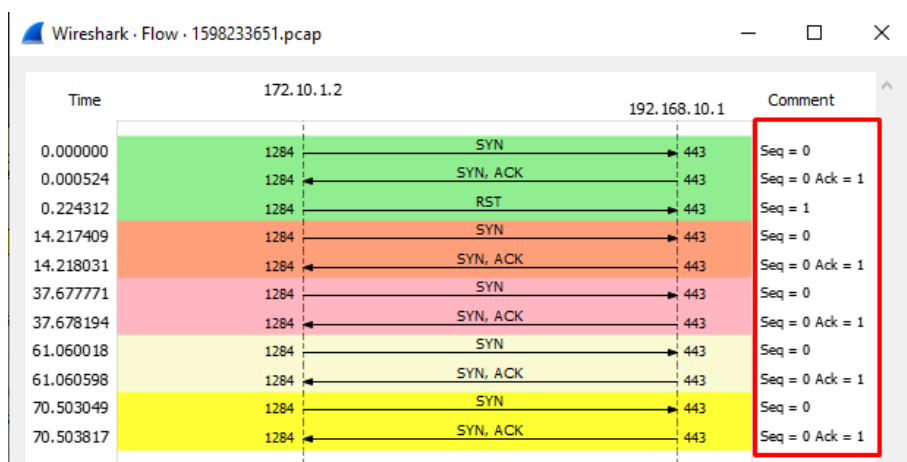 Wireshark · Flow · 1598233651.pcap
Time 172.10.1.2 192.168.10.1 Comment
0.000000 1284 SYN 443 Seq = 0
0.000524 1284 SYN, ACK 443 Seq = 0 Ack = 1
0.224312 1284 RST 443 Seq = 1
14.217409 1284 SYN 443 Seq = 0
14.218031 1284 SYN, ACK 443 Seq = 0 Ack = 1
37.677771 1284 SYN 443 Seq = 0
37.678194 1284 SYN, ACK 443 Seq = 0 Ack = 1
61.060018 1284 SYN 443 Seq = 0
61.060598 1284 SYN, ACK 443 Seq = 0 Ack = 1
70.503049 1284 SYN 443 Seq = 0
70.503817 1284 SYN, ACK 443 Seq = 0 Ack = 1